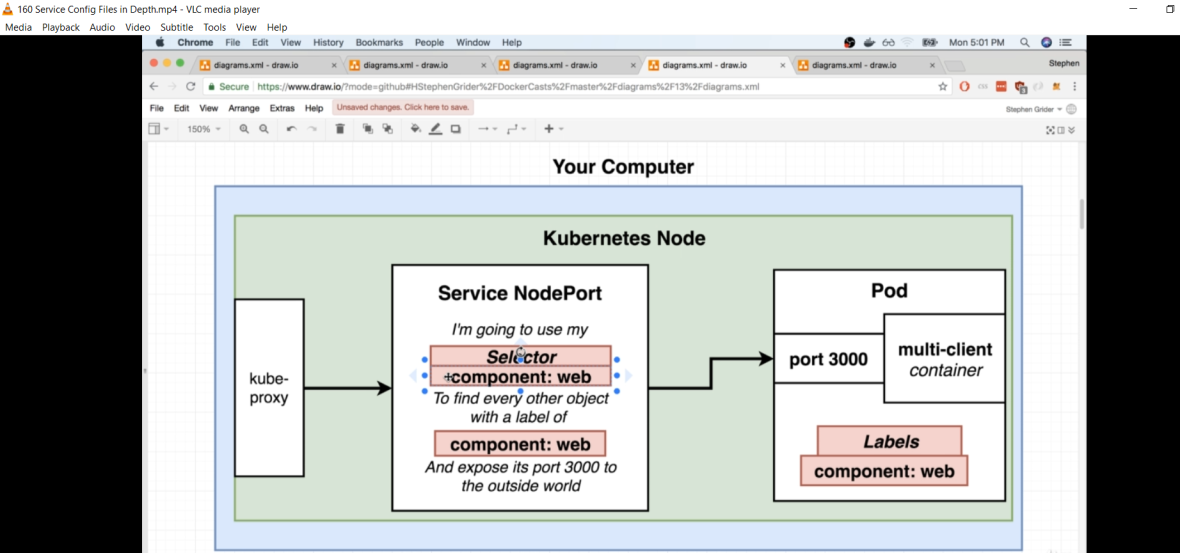 160 Service Config Files in Depth.mp4 - VLC media player
Media Playback Audio Video Subtitle Tools View Help
Chrome File Edit View History Bookmarks People Window Help
Mon 5:01 PM
diagrams.xml - draw.io
diagrams.xml - draw.io
diagrams.xml - draw.io
diagrams.xml - draw.io
diagrams.xml - draw.io
Stephen
Secure https://www.draw.io/?mode=github#HStephenGrider%2FDockerCasts%2Fmaster%2Fdiagrams%2F13%2Fdiagrams.xml
File Edit View Arrange Extras Help Unsaved changes. Click here to save.
Stephen Grider
150%
Your Computer
Kubernetes Node
kube-
proxy
Service NodePort
I'm going to use my
Selector
component: web
To find every other object
with a label of
component: web
And expose its port 3000 to
the outside world
Pod
port 3000
multi-client
container
Labels
component: web